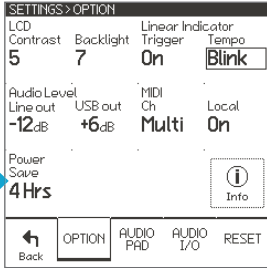 SETTINGS>OPTION
LCD Linear Indicator
Contrast Backlight Trigger Tempo
5 7 On Blink
Audio Level MIDI
Line out USB out Ch Local
-12dB +6dB Multi On
Power
Save
4 Hrs
i
Info
Back OPTION AUDIO PAD AUDIO I/O RESET